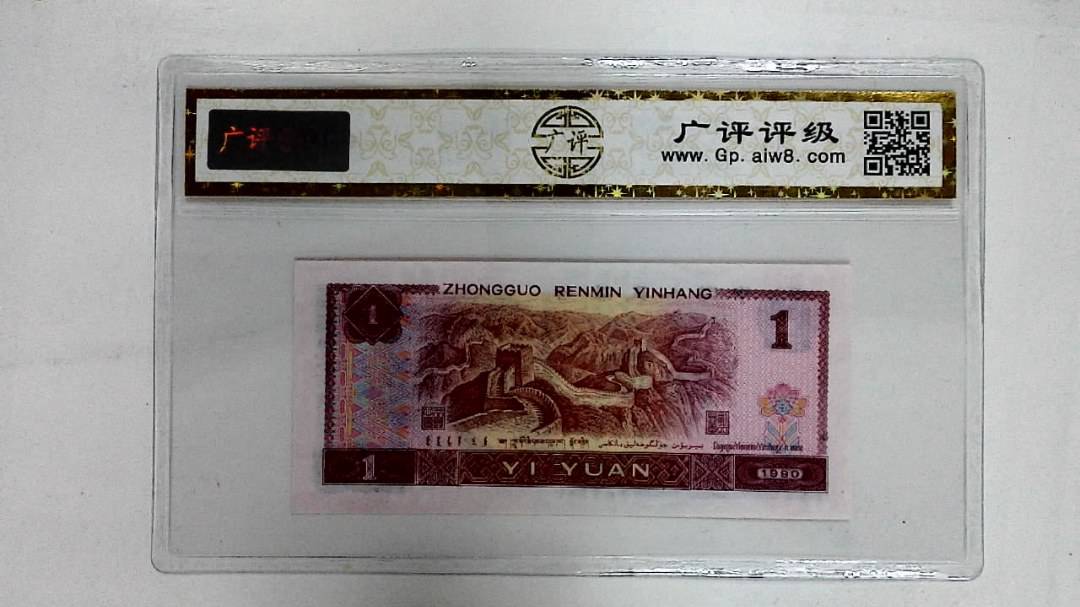 广评
广评
广评评级
www. Gp. aiw8. com
ZHONGGUO RENMIN YINHANG
1
1
1
YI YUAN
1990